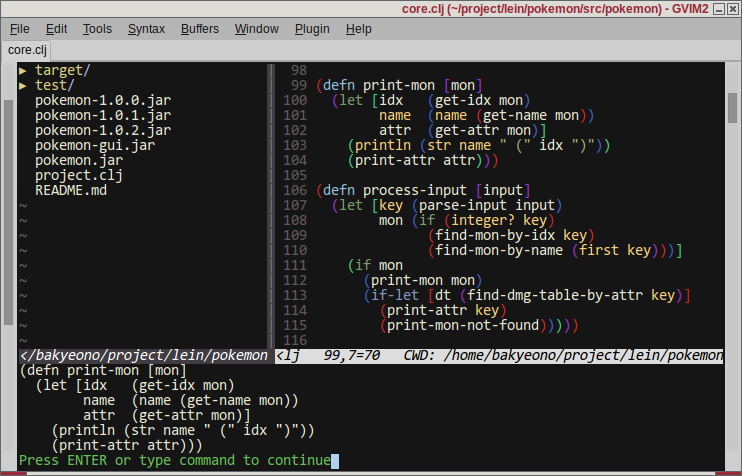 core.clj (~/project/lein/pokemon/src/pokemon) - GVIM2
File Edit Tools Syntax Buffers Window Plugin Help
core.clj
▶ target/
▶ test/
pokemon-1.0.0.jar
pokemon-1.0.1.jar
pokemon-1.0.2.jar
pokemon-gui.jar
pokemon.jar
project.clj
README.md
~
~
~
~
~
~
~
~
~
~
98
99 (defn print-mon [mon]
100   (let [idx   (get-idx mon)
101         name  (name (get-name mon))
102         attr  (get-attr mon)]
103     (println (str name " (" idx ")"))
104     (print-attr attr)))
105
106 (defn process-input [input]
107   (let [key (parse-input input)
108         mon (if (integer? key)
109               (find-mon-by-idx key)
110               (find-mon-by-name (first key)))]
111     (if mon
112       (print-mon mon)
113       (if-let [dt (find-dmg-table-by-attr key)]
114         (print-attr key)
115         (print-mon-not-found)))))
116
</bakyeono/project/lein/pokemon
<lj   99,7=70   CWD: /home/bakyeono/project/lein/pokemon
(defn print-mon [mon]
  (let [idx   (get-idx mon)
        name  (name (get-name mon))
        attr  (get-attr mon)]
    (println (str name " (" idx ")"))
    (print-attr attr)))
Press ENTER or type command to continue